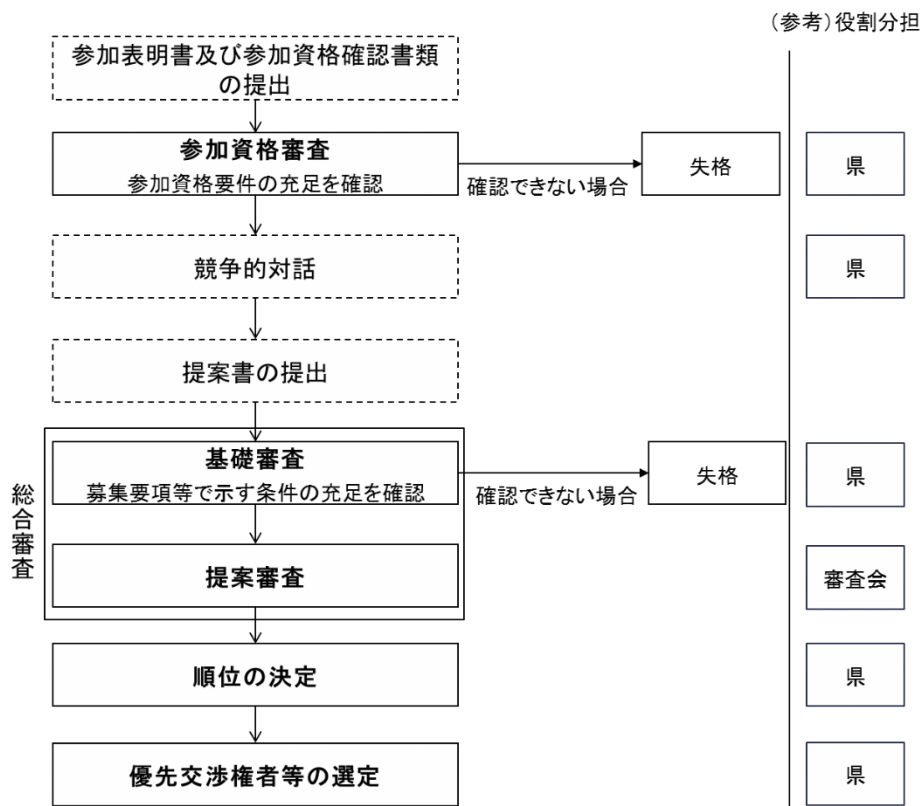 (参考)役割分担
参加表明書及び参加資格確認書類
の提出
参加資格審査
参加資格要件の充足を確認
確認できない場合
失格
県
競争的対話
県
提案書の提出
総合審査
基礎審査
募集要項等で示す条件の充足を確認
確認できない場合
失格
県
提案審査
審査会
順位の決定
県
優先交渉権者等の選定
県